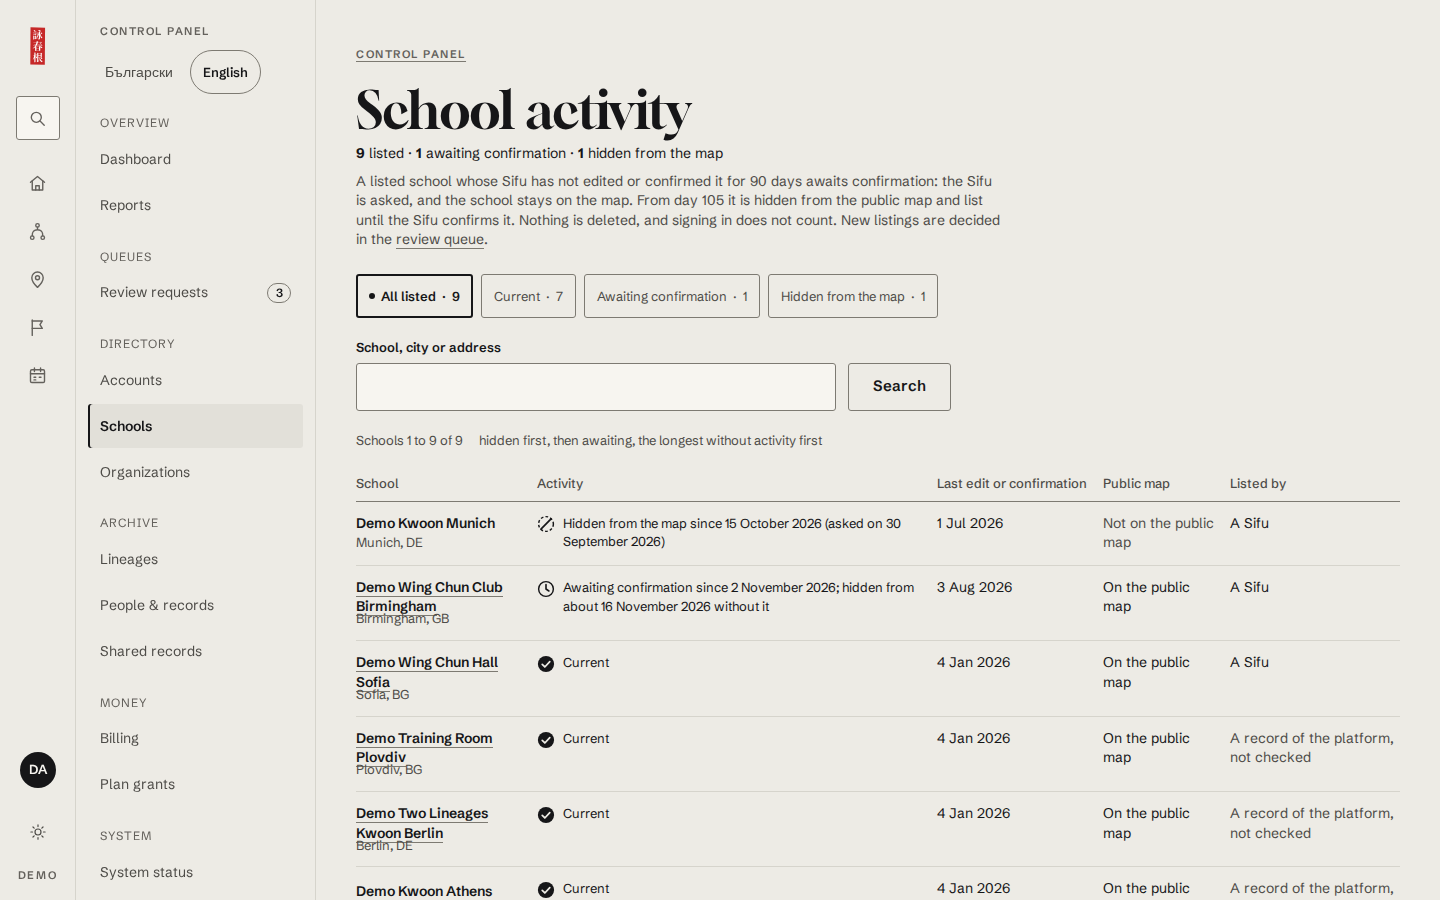 詠春根
CONTROL PANEL
Български
English
OVERVIEW
Dashboard
Reports
QUEUES
Review requests
3
DIRECTORY
Accounts
Schools
Organizations
ARCHIVE
Lineages
People & records
Shared records
MONEY
Billing
Plan grants
SYSTEM
System status
DA
DEMO
CONTROL PANEL
School activity
9 listed · 1 awaiting confirmation · 1 hidden from the map
A listed school whose Sifu has not edited or confirmed it for 90 days awaits confirmation: the Sifu
is asked, and the school stays on the map. From day 105 it is hidden from the public map and list
until the Sifu confirms it. Nothing is deleted, and signing in does not count. New listings are decided
in the review queue.
All listed · 9
Current · 7
Awaiting confirmation · 1
Hidden from the map · 1
School, city or address
Search
Schools 1 to 9 of 9 hidden first, then awaiting, the longest without activity first
School Activity Last edit or confirmation Public map Listed by
Demo Kwoon Munich
Munich, DE
Hidden from the map since 15 October 2026 (asked on 30
September 2026)
1 Jul 2026
Not on the public
map
A Sifu
Demo Wing Chun Club
Birmingham
Birmingham, GB
Awaiting confirmation since 2 November 2026; hidden from
about 16 November 2026 without it
3 Aug 2026
On the public
map
A Sifu
Demo Wing Chun Hall
Sofia
Sofia, BG
Current
4 Jan 2026
On the public
map
A Sifu
Demo Training Room
Plovdiv
Plovdiv, BG
Current
4 Jan 2026
On the public
map
A record of the platform,
not checked
Demo Two Lineages
Kwoon Berlin
Berlin, DE
Current
4 Jan 2026
On the public
map
A record of the platform,
not checked
Demo Kwoon Athens
Current
4 Jan 2026
On the public
A record of the platform,